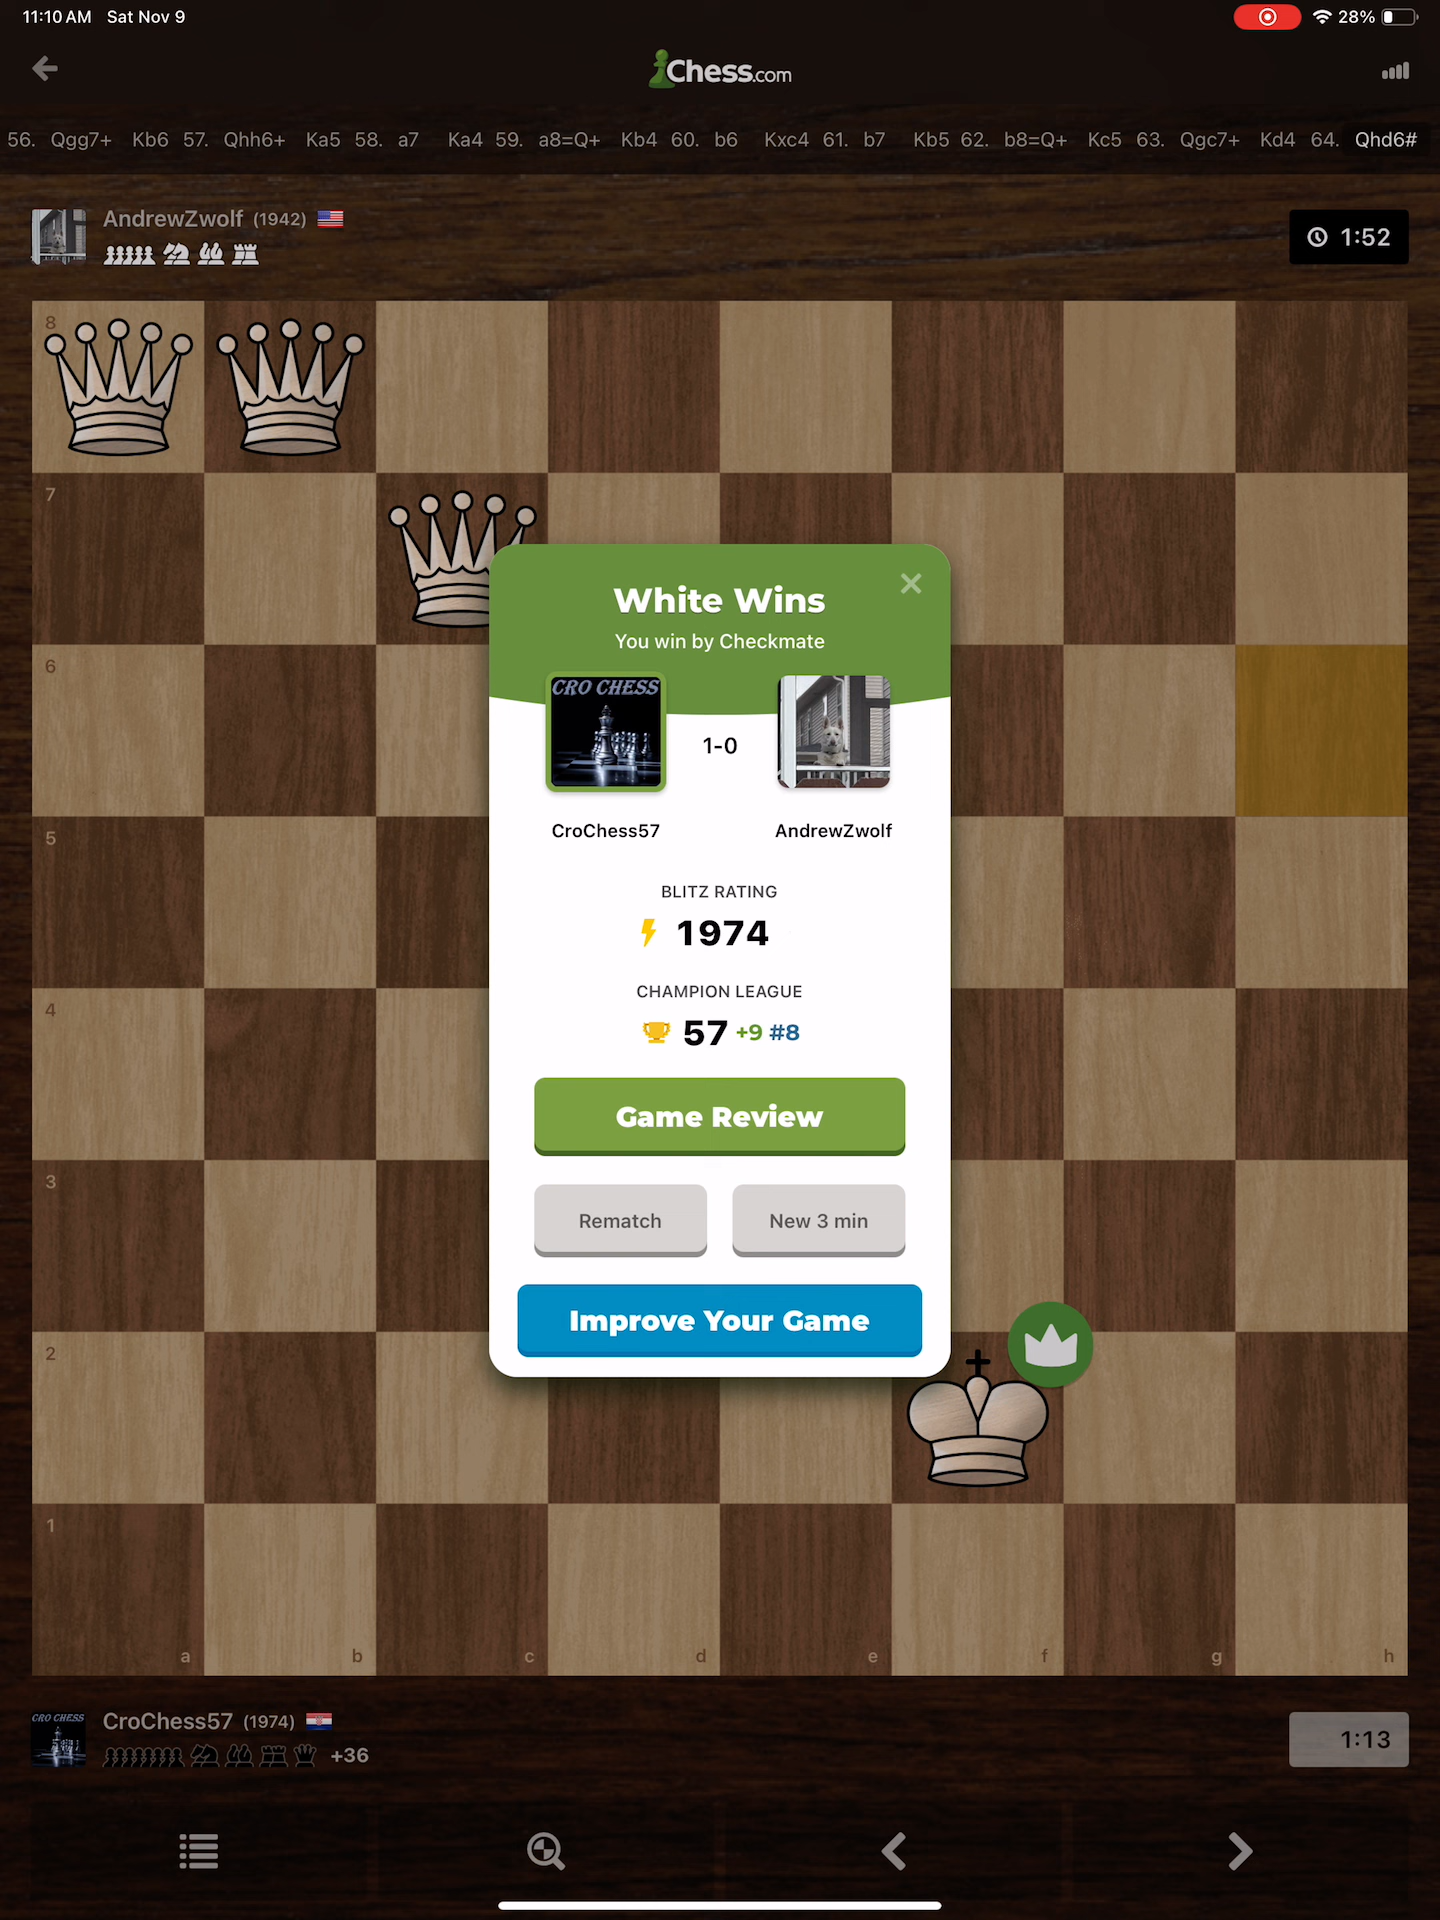 11:10 AM Sat Nov 9 28%
Chess.com
56. Qgg7+ Kb6 57. Qhh6+ Ka5 58. a7 Ka4 59. a8=Q+ Kb4 60. b6 Kxc4 61. b7 Kb5 62. b8=Q+ Kc5 63. Qgc7+ Kd4 64. Qhd6#
AndrewZwolf (1942)
1:52
8
7
White Wins
You win by Checkmate
6
CRO CHESS
1-0
CroChess57 AndrewZwolf
5
BLITZ RATING
1974
CHAMPION LEAGUE
4
57 +9 #8
Game Review
3
Rematch New 3 min
Improve Your Game
2
1
a b c d e f g h
CRO CHESS
CroChess57 (1974)
+36
1:13